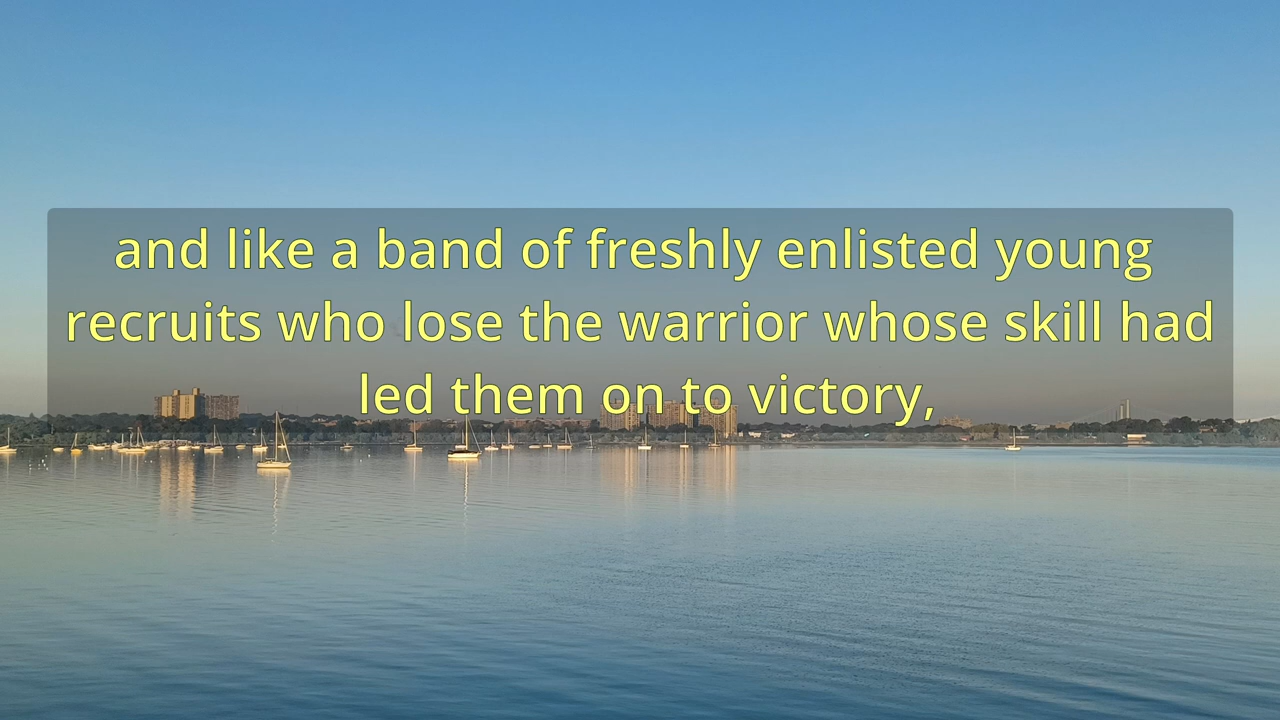 and like a band of freshly enlisted young
recruits who lose the warrior whose skill had
led them on to victory,